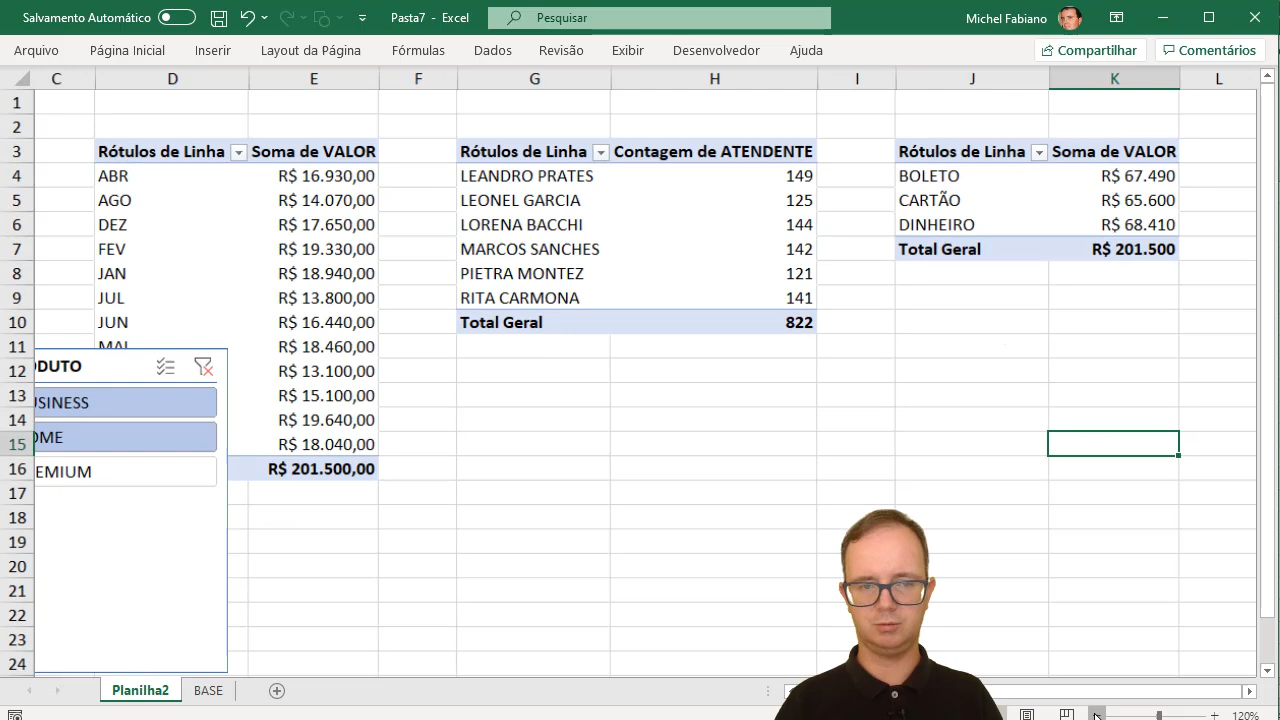 Salvamento Automático Pasta7 - Excel Pesquisar Michel Fabiano
Arquivo Página Inicial Inserir Layout da Página Fórmulas Dados Revisão Exibir Desenvolvedor Ajuda Compartilhar Comentários
C D E F G H I J K L
1
2
3 Rótulos de Linha Soma de VALOR Rótulos de Linha Contagem de ATENDENTE Rótulos de Linha Soma de VALOR
4 ABR R$ 16.930,00 LEANDRO PRATES 149 BOLETO R$ 67.490
5 AGO R$ 14.070,00 LEONEL GARCIA 125 CARTÃO R$ 65.600
6 DEZ R$ 17.650,00 LORENA BACCHI 144 DINHEIRO R$ 68.410
7 FEV R$ 19.330,00 MARCOS SANCHES 142 Total Geral R$ 201.500
8 JAN R$ 18.940,00 PIETRA MONTEZ 121
9 JUL R$ 13.800,00 RITA CARMONA 141
10 JUN R$ 16.440,00 Total Geral 822
11 MAI R$ 18.460,00
12 DUTO R$ 13.100,00
13 USINESS R$ 15.100,00
14 R$ 19.640,00
15 OME R$ 18.040,00
16 EMIUM R$ 201.500,00
17
18
19
20
21
22
23
24
Planilha2 BASE
120%